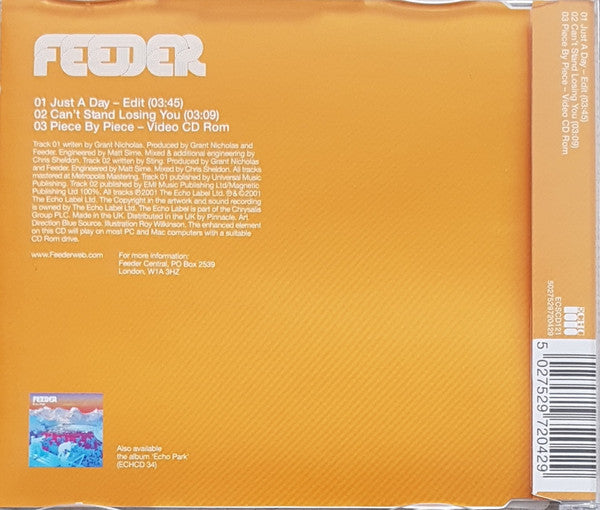 FEEDER
01 Just A Day – Edit (03:45)
02 Can't Stand Losing You (03:09)
03 Piece By Piece – Video CD Rom
Track 01 writen by Grant Nicholas. Produced by Grant Nicholas and
Feeder. Engineered by Matt Sime. Mixed & additional engineering by
Chris Sheldon. Track 02 written by Sting. Produced by Grant Nicholas
and Feeder. Engineered by Matt Sime. Mixed by Chris Sheldon. All tracks
mastered at Metropolis Mastering. Track 01 published by Universal Music
Publishing. Track 02 published by EMI Music Publishing Ltd/Magnetic
Publishing Ltd 100%. All tracks ℗2001 The Echo Label Ltd. ℗&©2001
The Echo Label Ltd. The Copyright in the artwork and sound recording
is owned by The Echo Label Ltd. The Echo Label is part of the Chrysalis
Group PLC. Made in the UK. Distributed in the UK by Pinnacle. Art
Direction Blue Source. Illustration Roy Wilkinson. The enhanced element
on this CD will play on most PC and Mac computers with a suitable
CD Rom drive.
www.Feederweb.com
For more information:
Feeder Central, PO Box 2539
London, W1A 3HZ
FEEDER
Also available
the album 'Echo Park'
(ECHCD 34)
01 Just A Day – Edit (03:45)
02 Can't Stand Losing You (03:09)
03 Piece By Piece – Video CD Rom
ECHO
ECSCD121
5027529720429
5 027529 720429